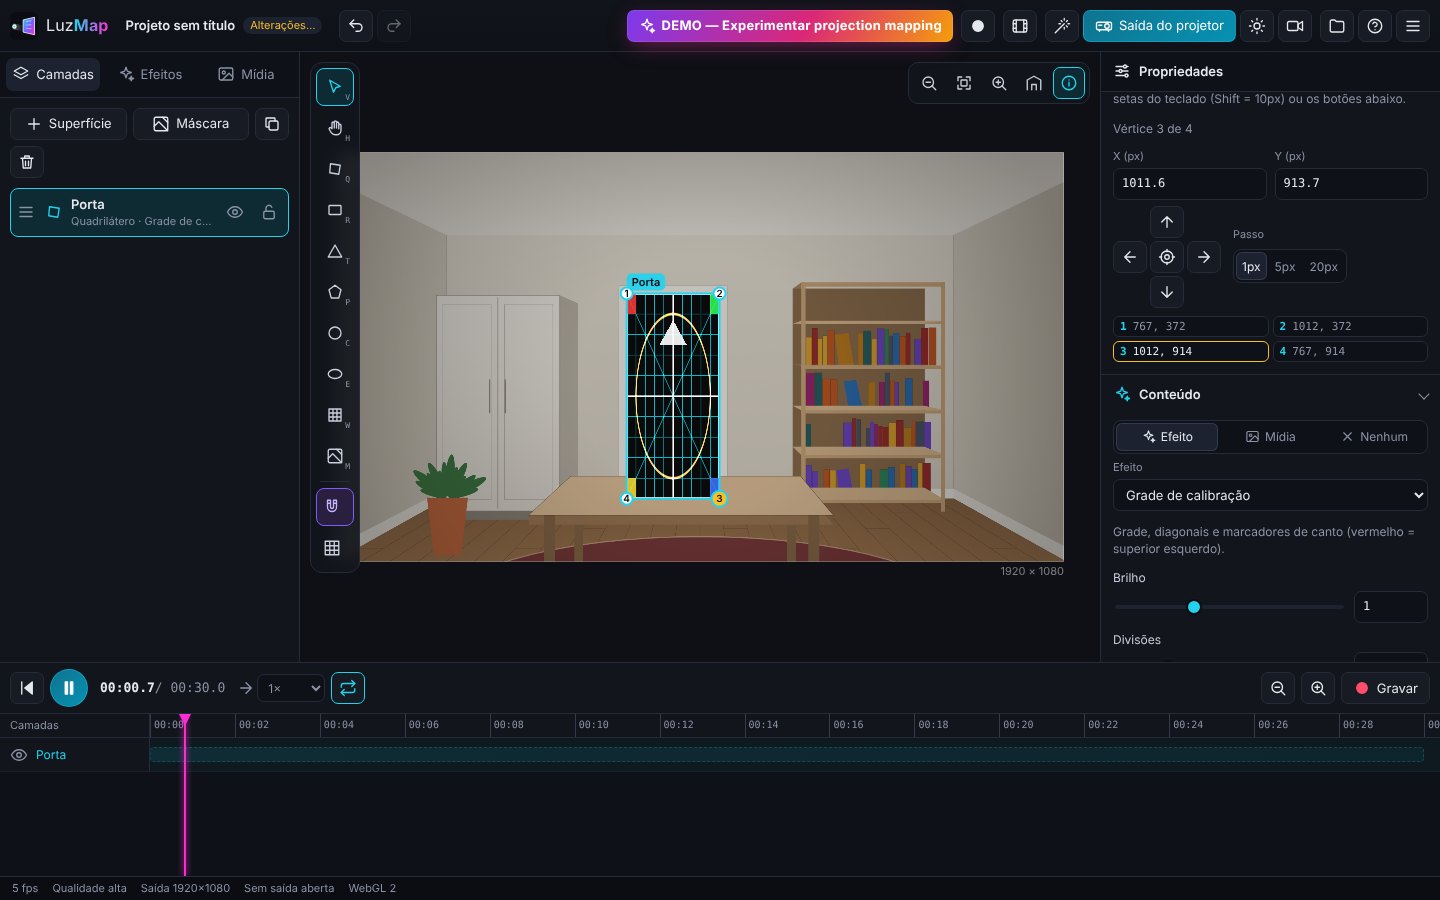 LuzMap
Projeto sem título
Alterações...
DEMO — Experimentar projection mapping
Saída do projetor
Camadas
Efeitos
Mídia
Superfície
Máscara
Porta
Quadrilátero · Grade de c...
V
H
Q
R
T
P
C
E
W
M
Porta
1
2
4
3
1920 × 1080
Propriedades
setas do teclado (Shift = 10px) ou os botões abaixo.
Vértice 3 de 4
X (px)
Y (px)
1011.6
913.7
Passo
1px
5px
20px
1 767, 372
2 1012, 372
3 1012, 914
4 767, 914
Conteúdo
Efeito
Mídia
Nenhum
Efeito
Grade de calibração
Grade, diagonais e marcadores de canto (vermelho =
superior esquerdo).
Brilho
1
Divisões
00:00.7/ 00:30.0
1×
Gravar
Camadas
00:00
00:02
00:04
00:06
00:08
00:10
00:12
00:14
00:16
00:18
00:20
00:22
00:24
00:26
00:28
00
Porta
5 fps
Qualidade alta
Saída 1920×1080
Sem saída aberta
WebGL 2